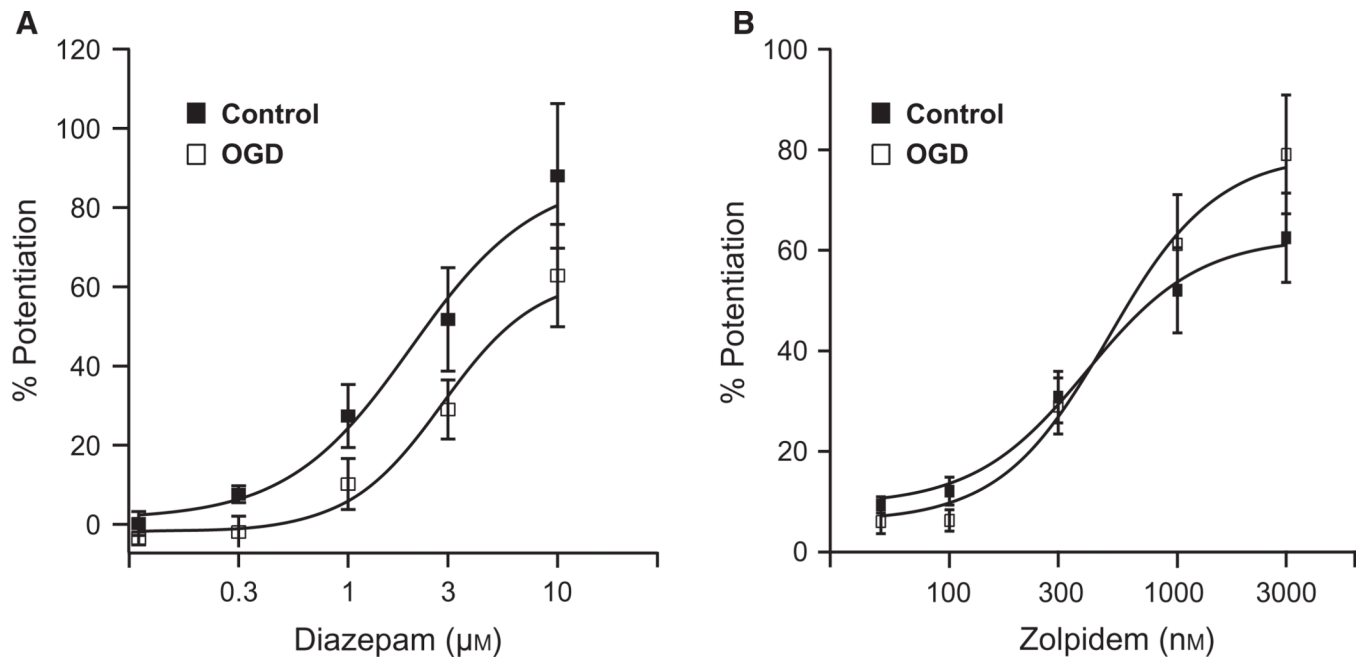 A
120
100
80
60
40
20
0
% Potentiation
Control
OGD
0.3 1 3 10
Diazepam (μM)
B
100
80
60
40
20
0
% Potentiation
Control
OGD
100 300 1000 3000
Zolpidem (nM)